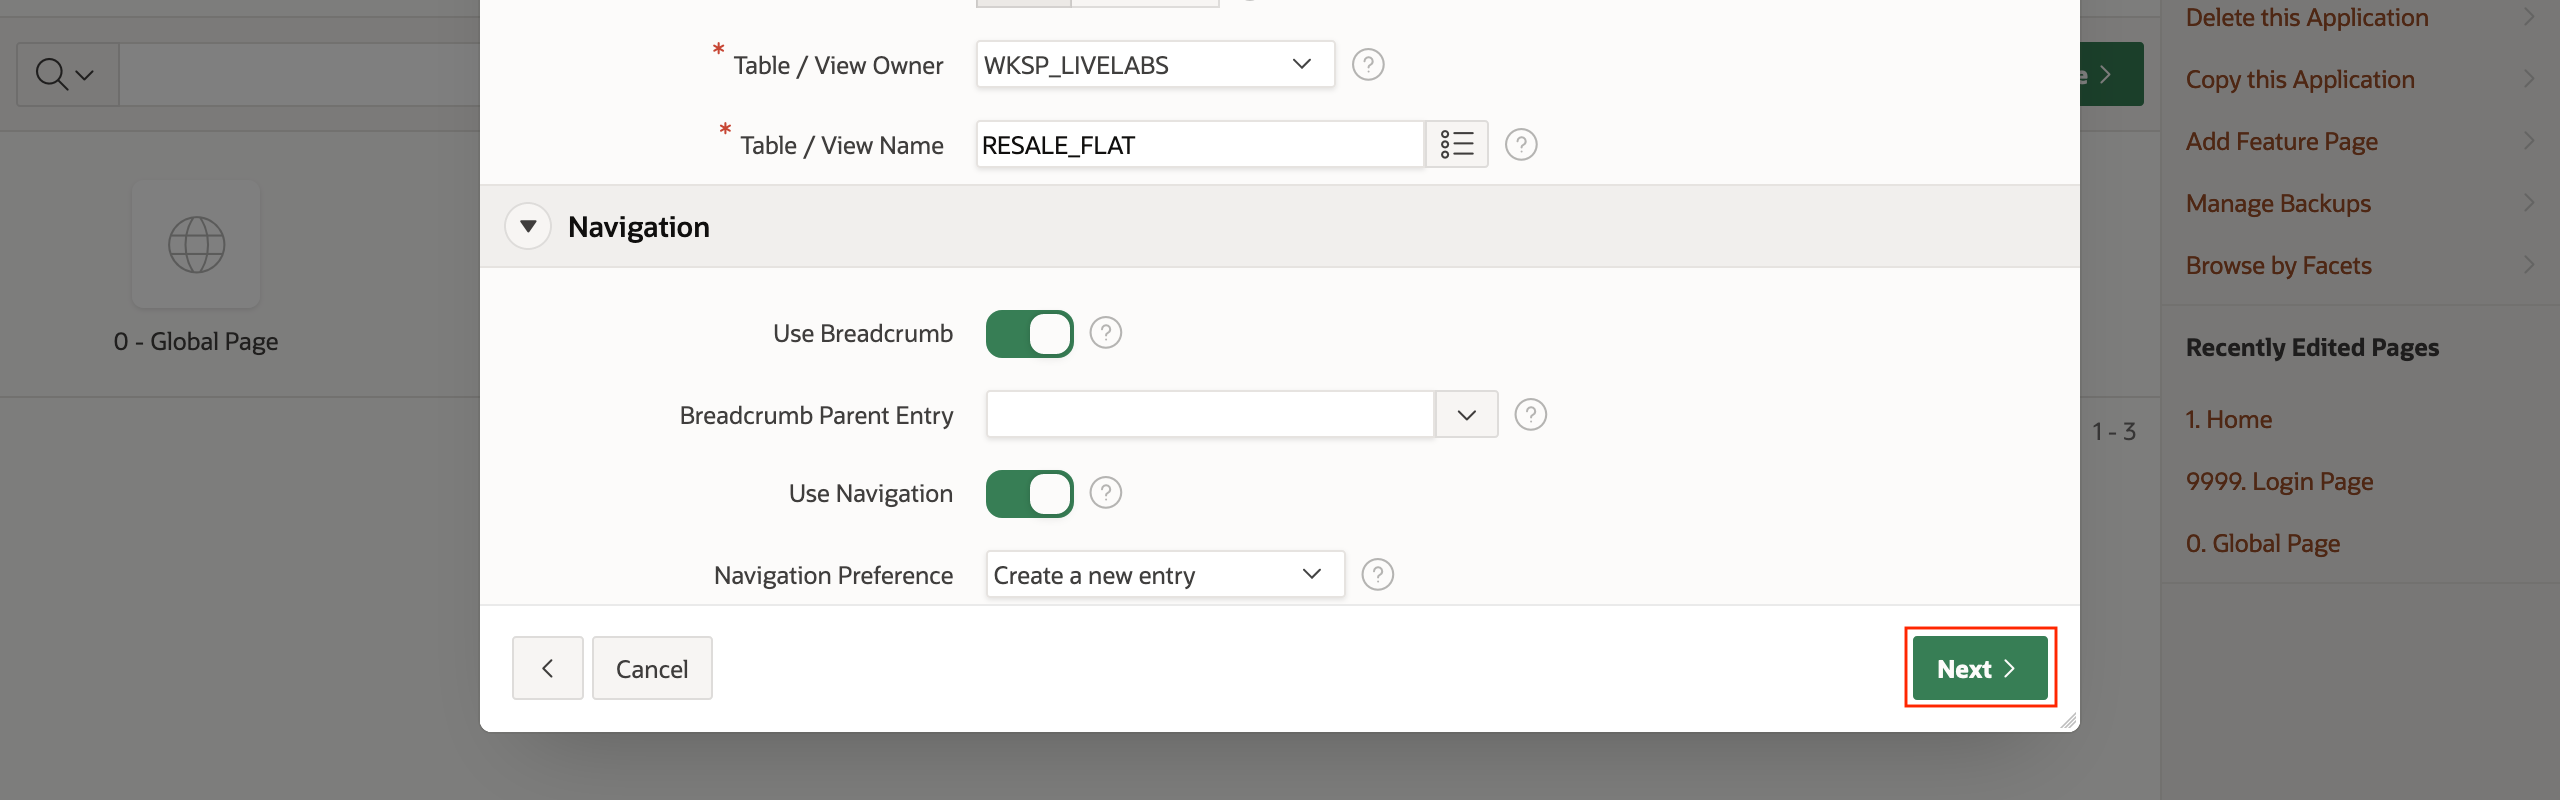 Delete this Application
* Table / View Owner WKSP_LIVELABS ?
Copy this Application
* Table / View Name RESALE_FLAT ?
Add Feature Page
Manage Backups
Navigation
Browse by Facets
0 - Global Page
Use Breadcrumb ?
Recently Edited Pages
Breadcrumb Parent Entry ?
1. Home
1 - 3
9999. Login Page
Use Navigation ?
0. Global Page
Navigation Preference Create a new entry ?
Cancel
Next